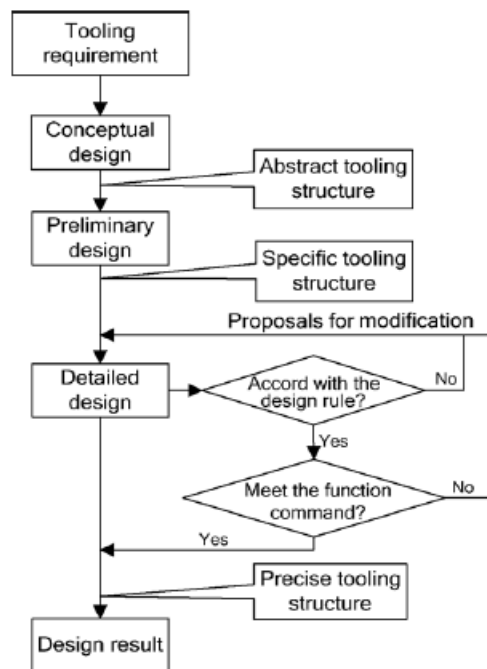 Tooling
requirement
Conceptual
design
Abstract tooling
structure
Preliminary
design
Specific tooling
structure
Proposals for modification
Detailed
design
Accord with the
design rule?
No
Yes
Meet the function
command?
No
Yes
Precise tooling
structure
Design result